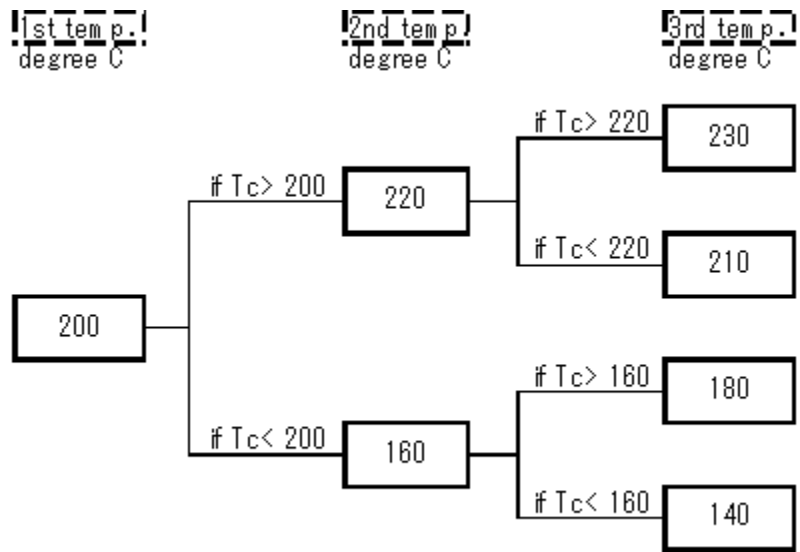 1st temp.
degree C
2nd temp.
degree C
3rd temp.
degree C
if Tc> 220
230
if Tc> 200
220
if Tc< 220
210
200
if Tc> 160
180
if Tc< 200
160
if Tc< 160
140